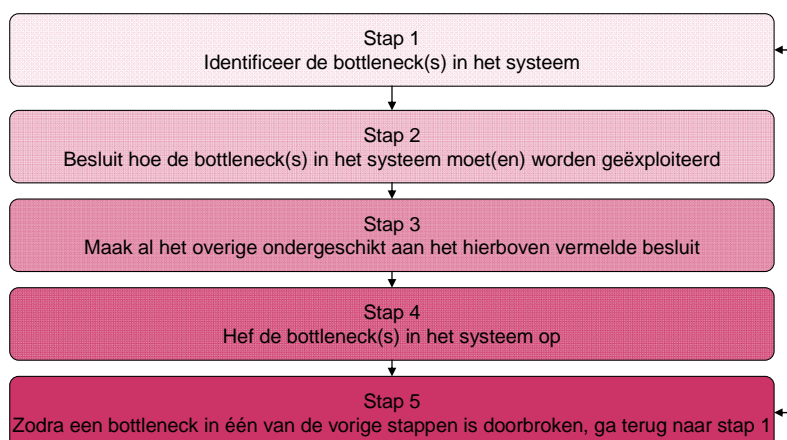 Stap 1
Identificeer de bottleneck(s) in het systeem
Stap 2
Besluit hoe de bottleneck(s) in het systeem moet(en) worden geëxploiteerd
Stap 3
Maak al het overige ondergeschikt aan het hierboven vermelde besluit
Stap 4
Hef de bottleneck(s) in het systeem op
Stap 5
Zodra een bottleneck in één van de vorige stappen is doorbroken, ga terug naar stap 1